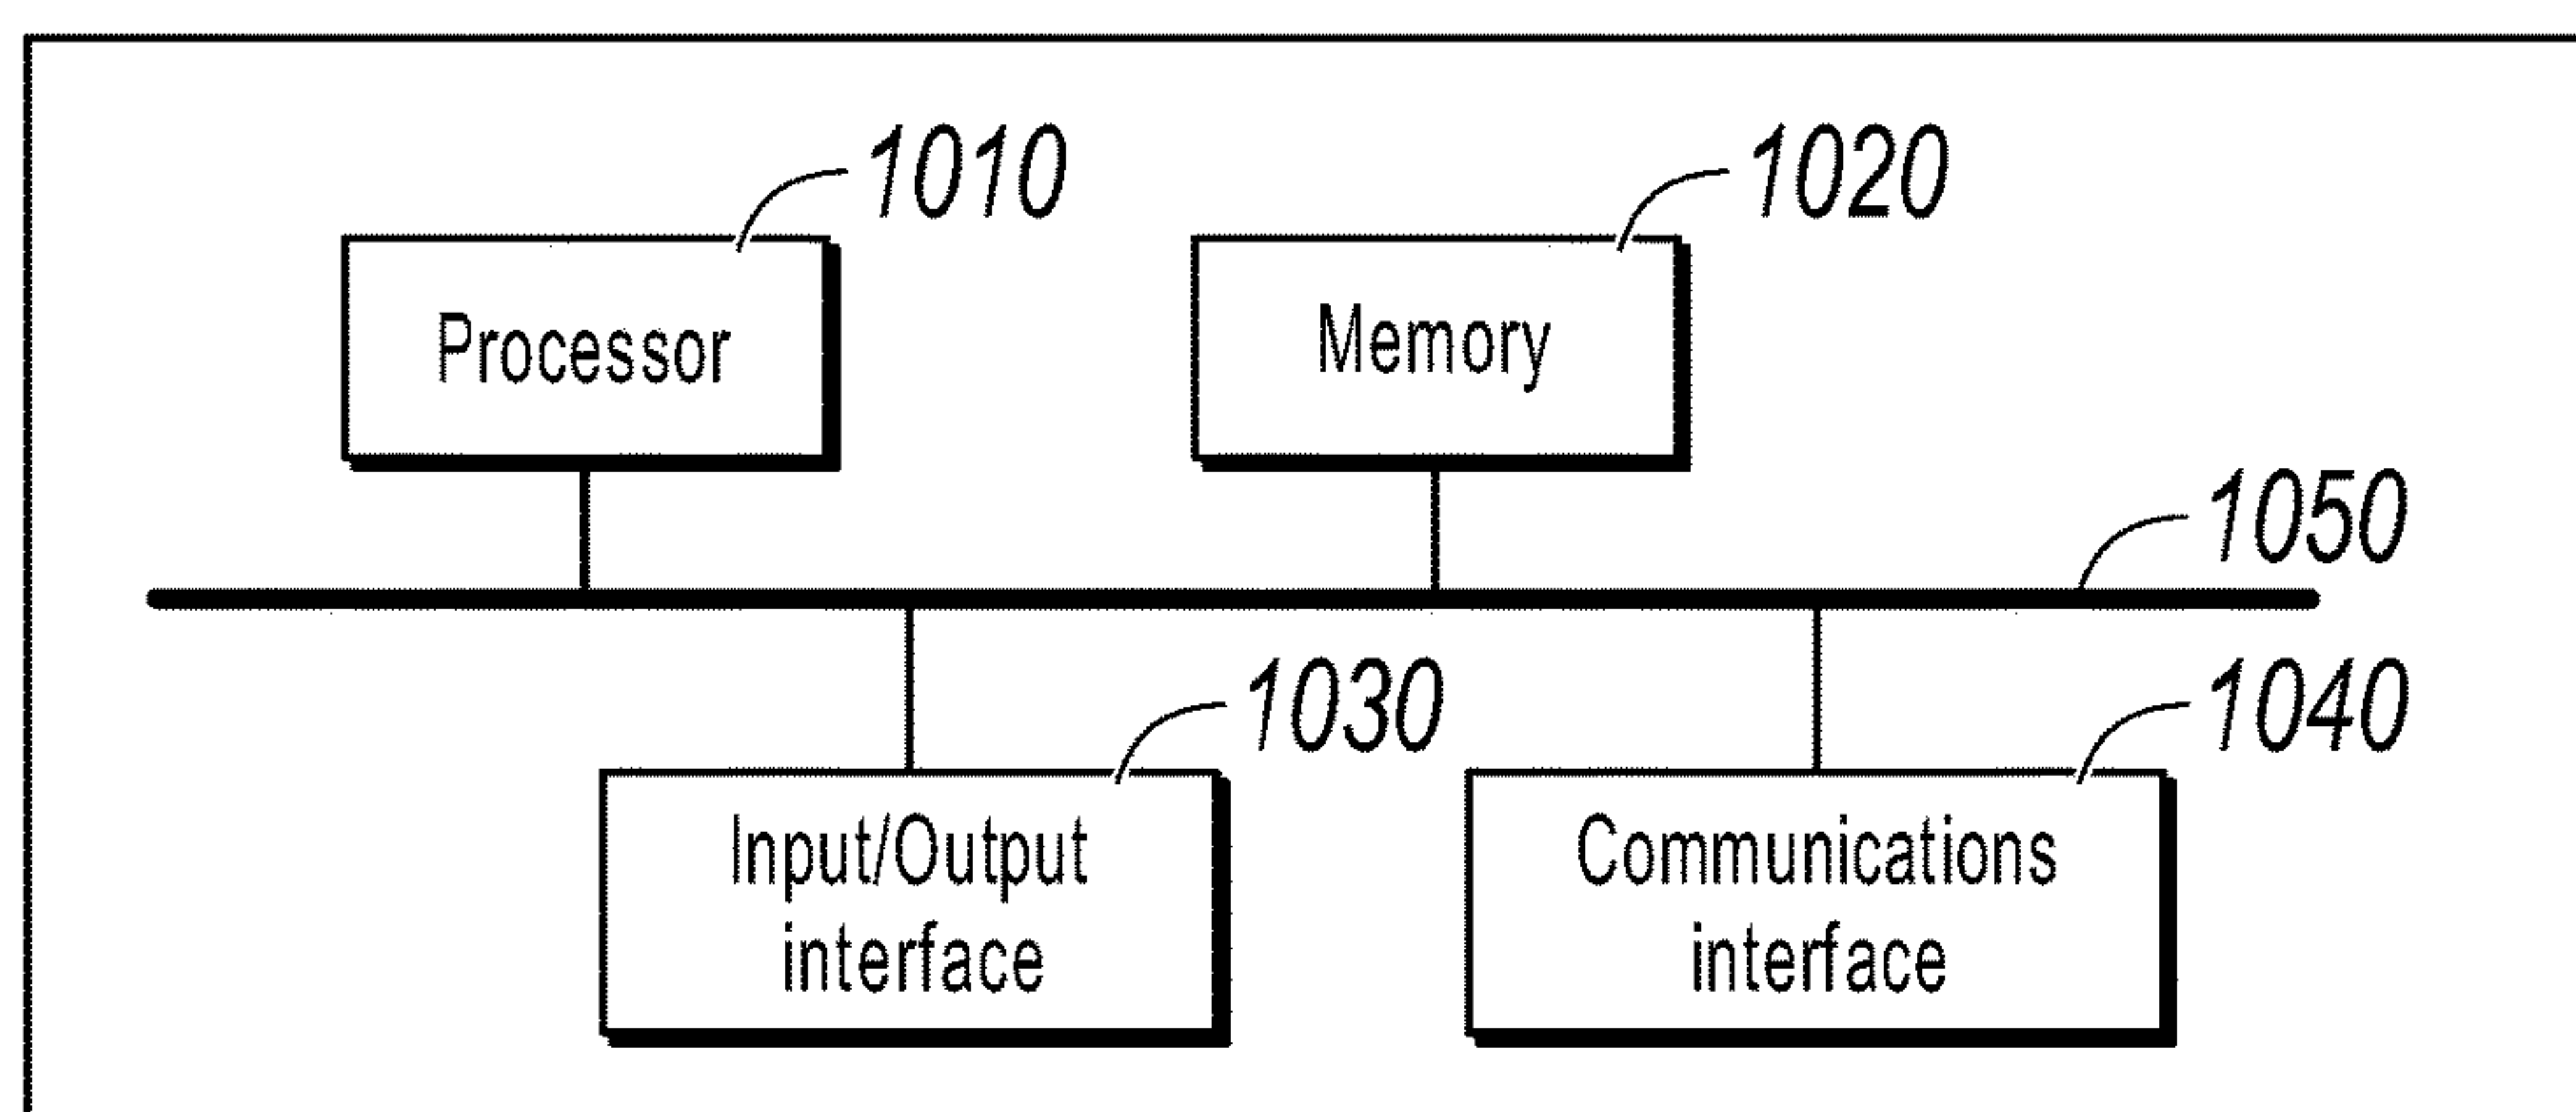 1010
1020
Processor
Memory
1050
1030
1040
Input/Output
interface
Communications
interface